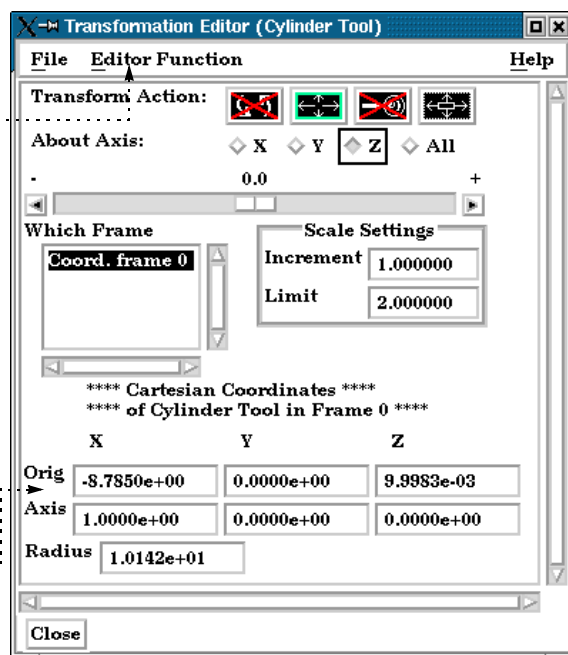 Transformation Editor (Cylinder Tool)
File Editor Function Help
Transform Action:
About Axis: X Y Z All
- 0.0 +
Which Frame
Coord. frame 0
Scale Settings
Increment 1.000000
Limit 2.000000
**** Cartesian Coordinates ****
**** of Cylinder Tool in Frame 0 ****
X Y Z
Orig -8.7850e+00 0.0000e+00 9.9983e-03
Axis 1.0000e+00 0.0000e+00 0.0000e+00
Radius 1.0142e+01
Close